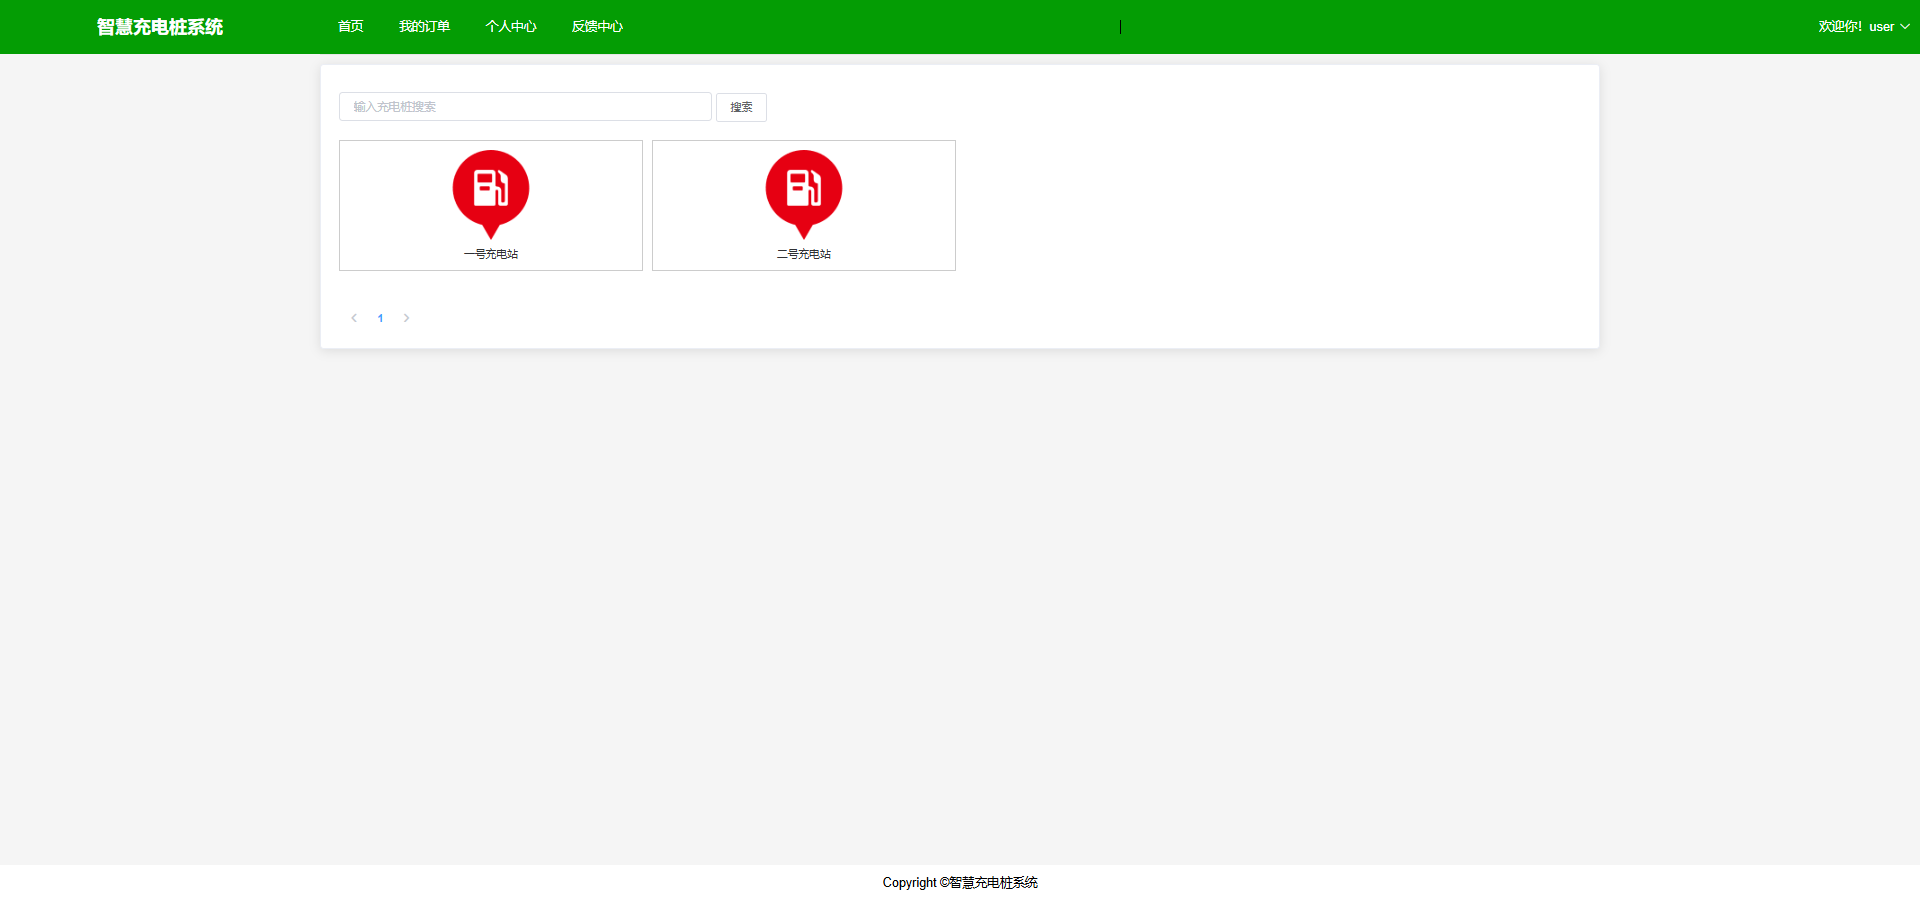 智慧充电桩系统 首页 我的订单 个人中心 反馈中心 欢迎你！user
输入充电桩搜索 搜索
一号充电站 二号充电站
1
Copyright ©智慧充电桩系统